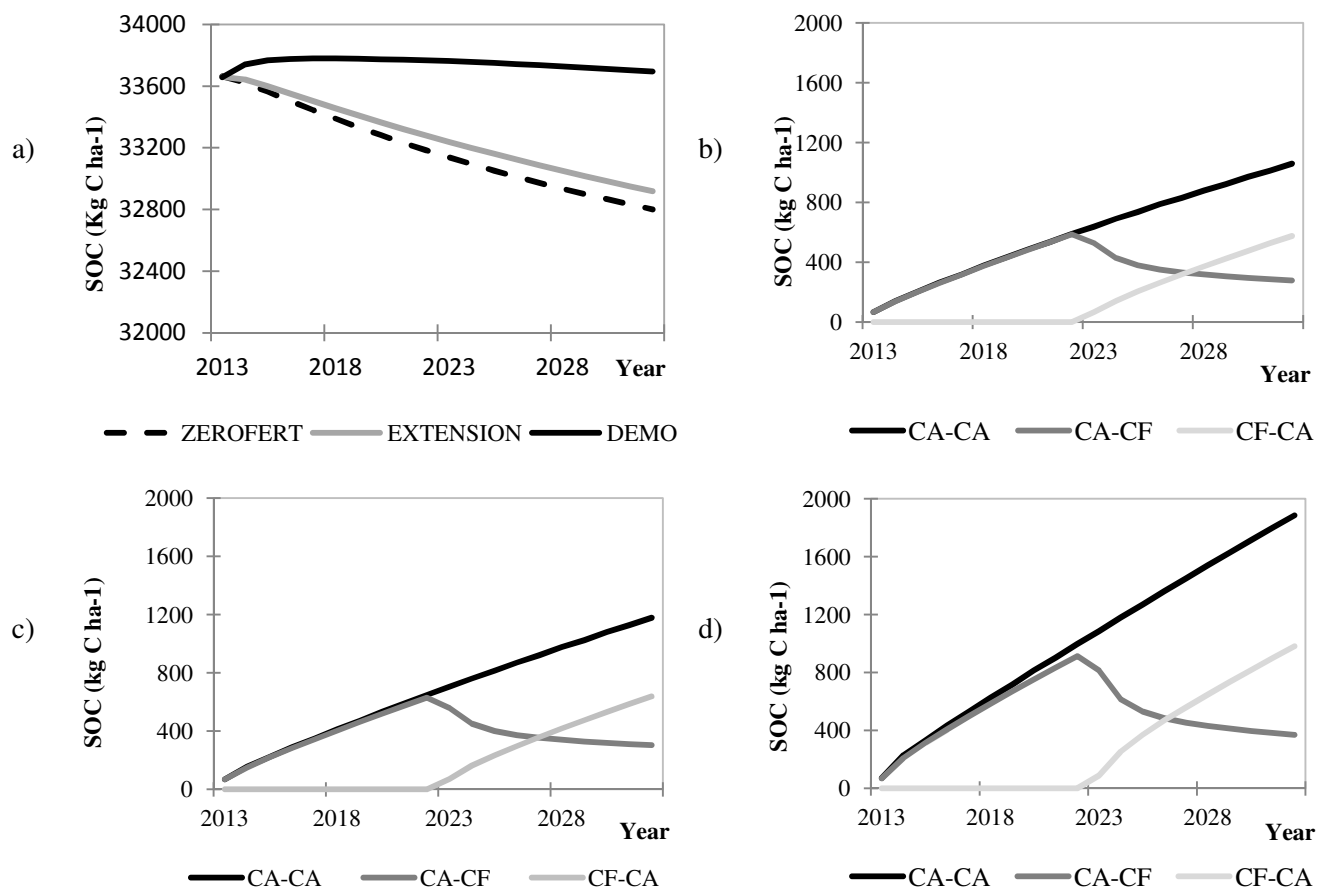 a)
SOC (Kg C ha-1)
34000
33600
33200
32800
32400
32000
2013 2018 2023 2028 Year
ZEROFERT EXTENSION DEMO
b)
SOC (kg C ha-1)
2000
1600
1200
800
400
0
2013 2018 2023 2028
Year
CA-CA CA-CF CF-CA
c)
SOC (kg C ha-1)
2000
1600
1200
800
400
0
2013 2018 2023 2028
Year
CA-CA CA-CF CF-CA
d)
SOC (kg C ha-1)
2000
1600
1200
800
400
0
2013 2018 2023 2028
Year
CA-CA CA-CF CF-CA